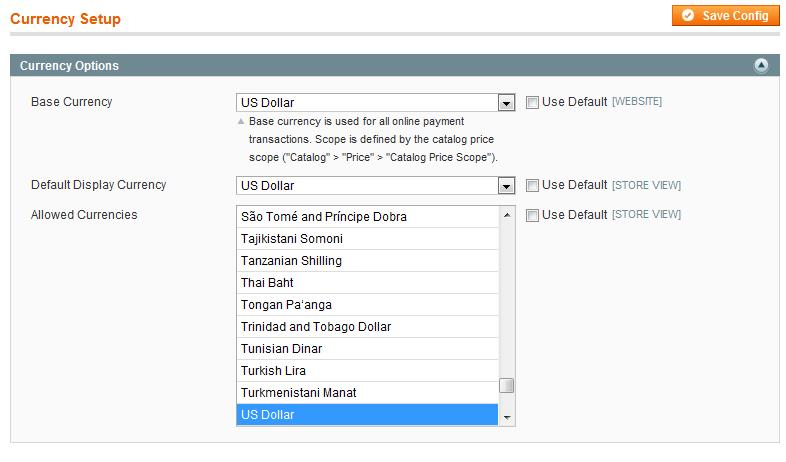 Currency Setup
Save Config
Currency Options
Base Currency
US Dollar
Use Default [WEBSITE]
Base currency is used for all online payment
transactions. Scope is defined by the catalog price
scope ("Catalog" > "Price" > "Catalog Price Scope").
Default Display Currency
US Dollar
Use Default [STORE VIEW]
Allowed Currencies
São Tomé and Príncipe Dobra
Use Default [STORE VIEW]
Tajikistani Somoni
Tanzanian Shilling
Thai Baht
Tongan Paʻanga
Trinidad and Tobago Dollar
Tunisian Dinar
Turkish Lira
Turkmenistani Manat
US Dollar